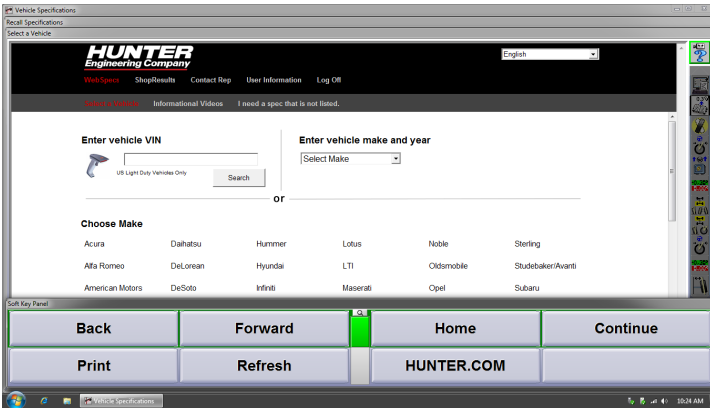 Vehicle Specifications
Recall Specifications
Select a Vehicle
HUNTER
Engineering Company
English
WebSpecs ShopResults Contact Rep User Information Log Off
Informational Videos I need a spec that is not listed.
Enter vehicle VIN
Enter vehicle make and year
Select Make
US Light Duty Vehicles Only
Search
or
Choose Make
Acura Daihatsu Hummer Lotus Noble Sterling
Alfa Romeo DeLorean Hyundai LTI Oldsmobile Studebaker/Avanti
American Motors DeSoto Infiniti Maserati Opel Subaru
Soft Key Panel
Back Forward Home Continue
Print Refresh HUNTER.COM
Vehicle Specifications
10:24 AM